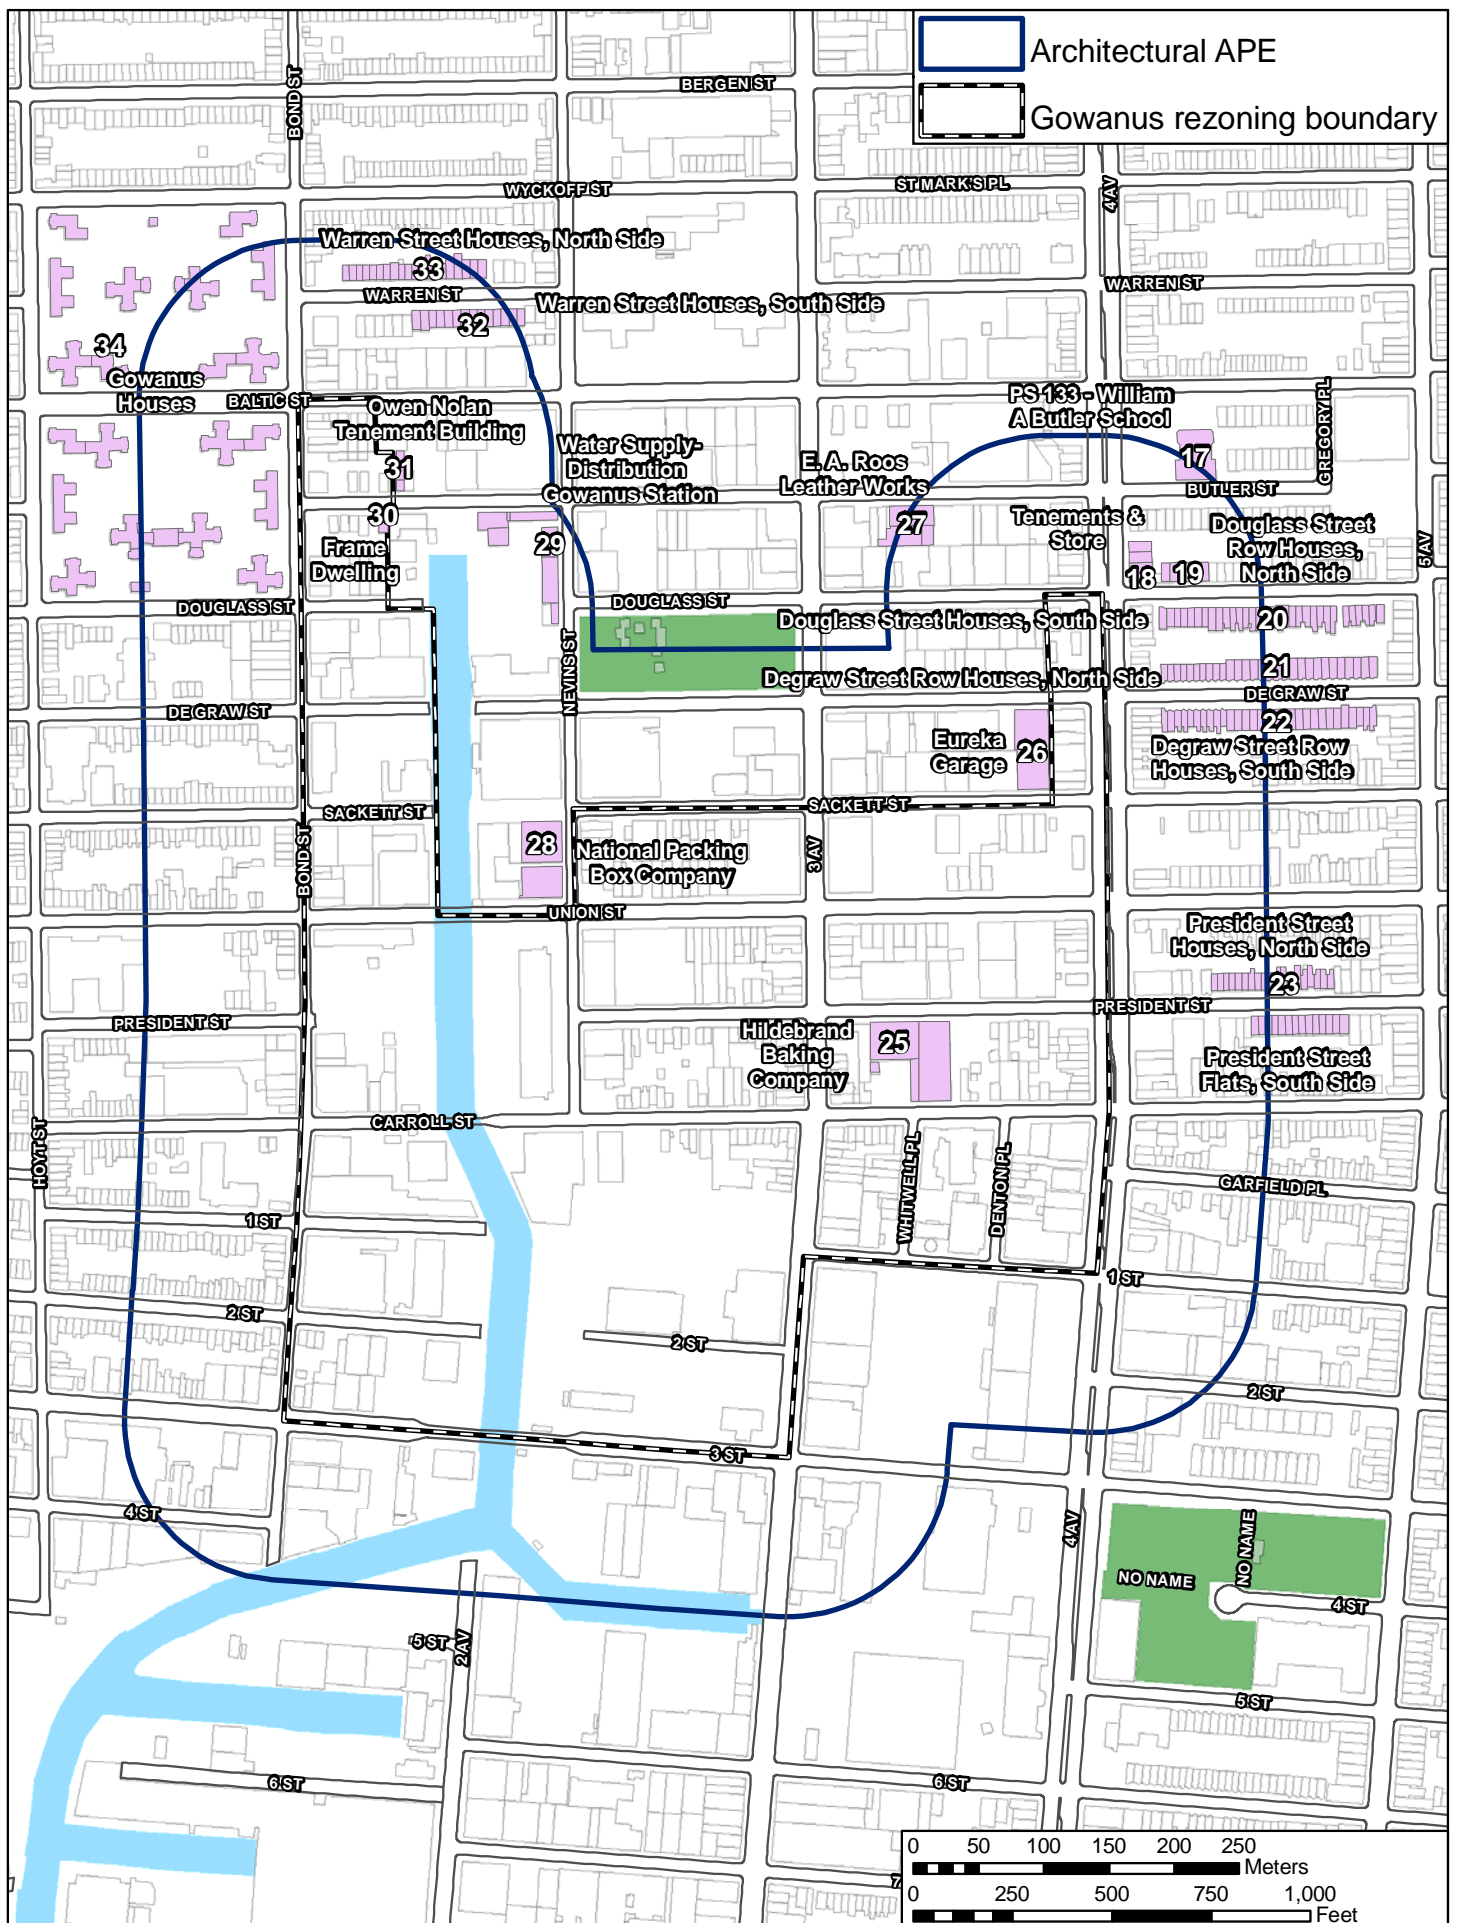 Architectural APE
Gowanus rezoning boundary
BERGEN ST
BOND ST
WYCKOFF ST
ST MARK'S PL
4 AV
Warren Street Houses, North Side
33
WARREN ST
WARREN ST
Warren Street Houses, South Side
32
34
Gowanus
Houses
BALTIC ST
Owen Nolan
Tenement Building
31
PS 133 - William
A Butler School
GREGORY PL
17
BUTLER ST
Water Supply-
Distribution
Gowanus Station
E. A. Roos
Leather Works
27
30
Frame
Dwelling
29
Tenements &
Store
18
19
Douglass Street
Row Houses,
North Side
5 AV
DOUGLASS ST
DOUGLASS ST
Douglass Street Houses, South Side
20
NEVINS ST
Degraw Street Row Houses, North Side
21
DE GRAW ST
DE GRAW ST
22
Degraw Street Row
Houses, South Side
Eureka
Garage
26
SACKETT ST
SACKETT ST
BOND ST
28
National Packing
Box Company
3 AV
UNION ST
President Street
Houses, North Side
23
PRESIDENT ST
PRESIDENT ST
Hildebrand
Baking
Company
25
President Street
Flats, South Side
CARROLL ST
HOYT ST
WHITWELL PL
DENTON PL
GARFIELD PL
1 ST
1 ST
2 ST
2 ST
2 ST
3 ST
4 ST
4 AV
NO NAME
NO NAME
4 ST
5 ST
2 AV
5 ST
6 ST
6 ST
7
0 50 100 150 200 250
Meters
0 250 500 750 1,000
Feet